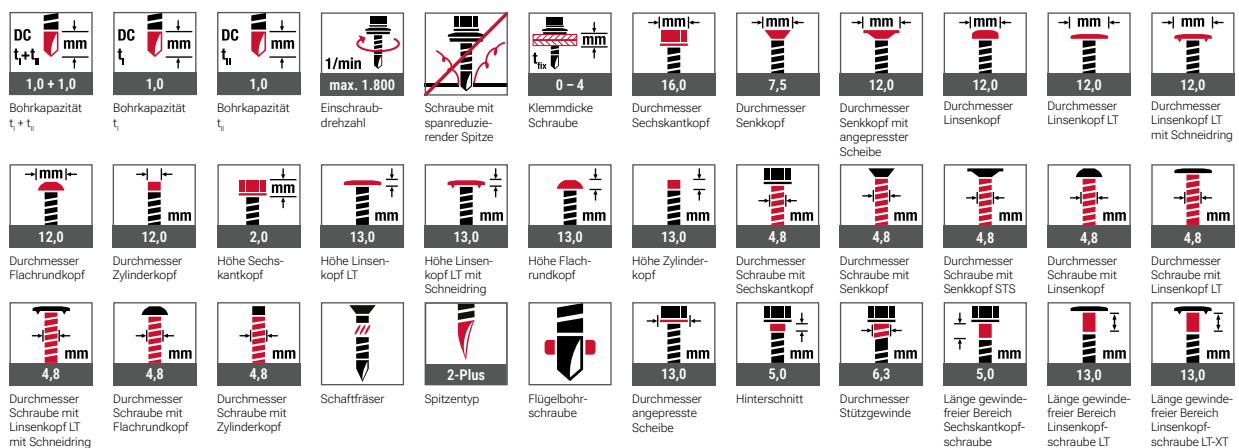 DC
t_I+t_II
mm
1,0 + 1,0
Bohrkapazität
t_I + t_II
DC
t_I
mm
1,0
Bohrkapazität
t_I
DC
t_II
mm
1,0
Bohrkapazität
t_II
1/min
max. 1.800
Einschraub-
drehzahl
Schraube mit
spanreduzie-
render Spitze
mm
t_fix
0 – 4
Klemmdicke
Schraube
mm
16,0
Durchmesser
Sechskantkopf
mm
7,5
Durchmesser
Senkkopf
mm
12,0
Durchmesser
Senkkopf mit
angepresster
Scheibe
mm
12,0
Durchmesser
Linsenkopf
mm
12,0
Durchmesser
Linsenkopf LT
mm
12,0
Durchmesser
Linsenkopf LT
mit Schneidring
mm
12,0
Durchmesser
Flachrundkopf
mm
12,0
Durchmesser
Zylinderkopf
mm
2,0
Höhe Sechs-
kantkopf
mm
13,0
Höhe Linsen-
kopf LT
mm
13,0
Höhe Linsen-
kopf LT mit
Schneidring
mm
13,0
Höhe Flach-
rundkopf
mm
13,0
Höhe Zylinder-
kopf
mm
4,8
Durchmesser
Schraube mit
Sechskantkopf
mm
4,8
Durchmesser
Schraube mit
Senkkopf
mm
4,8
Durchmesser
Schraube mit
Senkkopf STS
mm
4,8
Durchmesser
Schraube mit
Linsenkopf
mm
4,8
Durchmesser
Schraube mit
Linsenkopf LT
mm
4,8
Durchmesser
Schraube mit
Linsenkopf LT
mit Schneidring
mm
4,8
Durchmesser
Schraube mit
Flachrundkopf
mm
4,8
Durchmesser
Schraube mit
Zylinderkopf
Schaftfräser
2-Plus
Spitzentyp
Flügelbohr-
schraube
mm
13,0
Durchmesser
angepresste
Scheibe
mm
5,0
Hinterschnitt
mm
6,3
Durchmesser
Stützgewinde
mm
5,0
Länge gewinde-
freier Bereich
Sechskantkopf-
schraube
mm
13,0
Länge gewinde-
freier Bereich
Linsenkopf-
schraube LT
mm
13,0
Länge gewinde-
freier Bereich
Linsenkopf-
schraube LT-XT